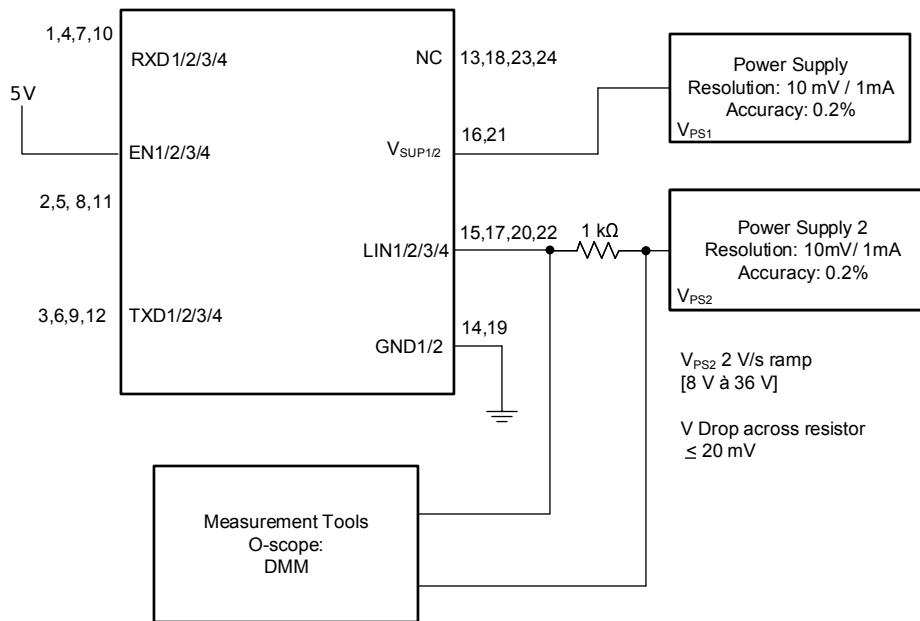 1,4,7,10
RXD1/2/3/4
NC
13,18,23,24
5V
EN1/2/3/4
2,5, 8,11
VSUP1/2
16,21
Power Supply
Resolution: 10 mV / 1mA
Accuracy: 0.2%
VPS1
LIN1/2/3/4
15,17,20,22
1 kΩ
Power Supply 2
Resolution: 10mV/ 1mA
Accuracy: 0.2%
VPS2
3,6,9,12
TXD1/2/3/4
GND1/2
14,19
VPS2 2 V/s ramp
[8 V à 36 V]
V Drop across resistor
≤ 20 mV
Measurement Tools
O-scope:
DMM